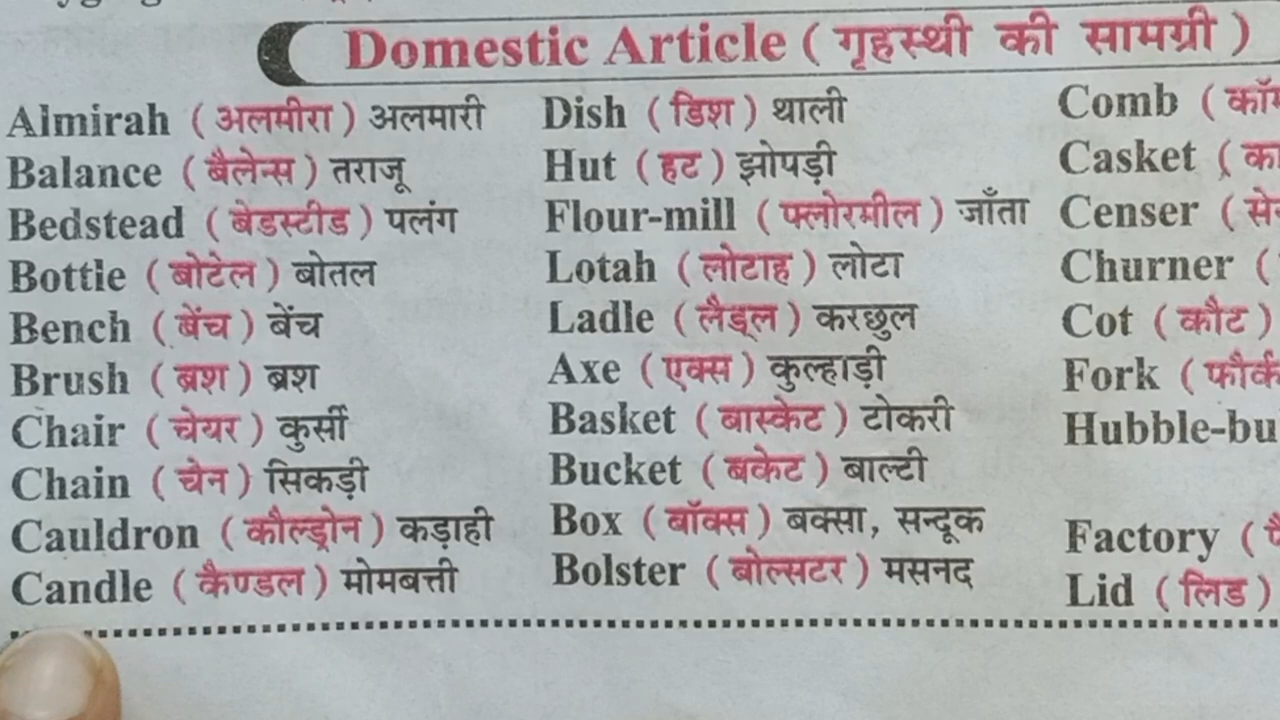 Domestic Article ( गृहस्थी की सामग्री )
Almirah ( अलमीरा ) अलमारी
Balance ( बैलेन्स ) तराजू
Bedstead ( बेडस्टीड ) पलंग
Bottle ( बोटेल ) बोतल
Bench ( बेंच ) बेंच
Brush ( ब्रश ) ब्रश
Chair ( चेयर ) कुर्सी
Chain ( चेन ) सिकड़ी
Cauldron ( कौल्ड्रोन ) कड़ाही
Candle ( कैण्डल ) मोमबत्ती
Dish ( डिश ) थाली
Hut ( हट ) झोपड़ी
Flour-mill ( फ्लोरमील ) जाँता
Lotah ( लोटाह ) लोटा
Ladle ( लैड्ल ) करछुल
Axe ( एक्स ) कुल्हाड़ी
Basket ( बास्केट ) टोकरी
Bucket ( बकेट ) बाल्टी
Box ( बॉक्स ) बक्सा, सन्दूक
Bolster ( बोल्सटर ) मसनद
Comb (
Casket (
Censer (
Churner (
Cot ( कौट )
Fork (
Hubble-bu
Factory (
Lid ( लिड )